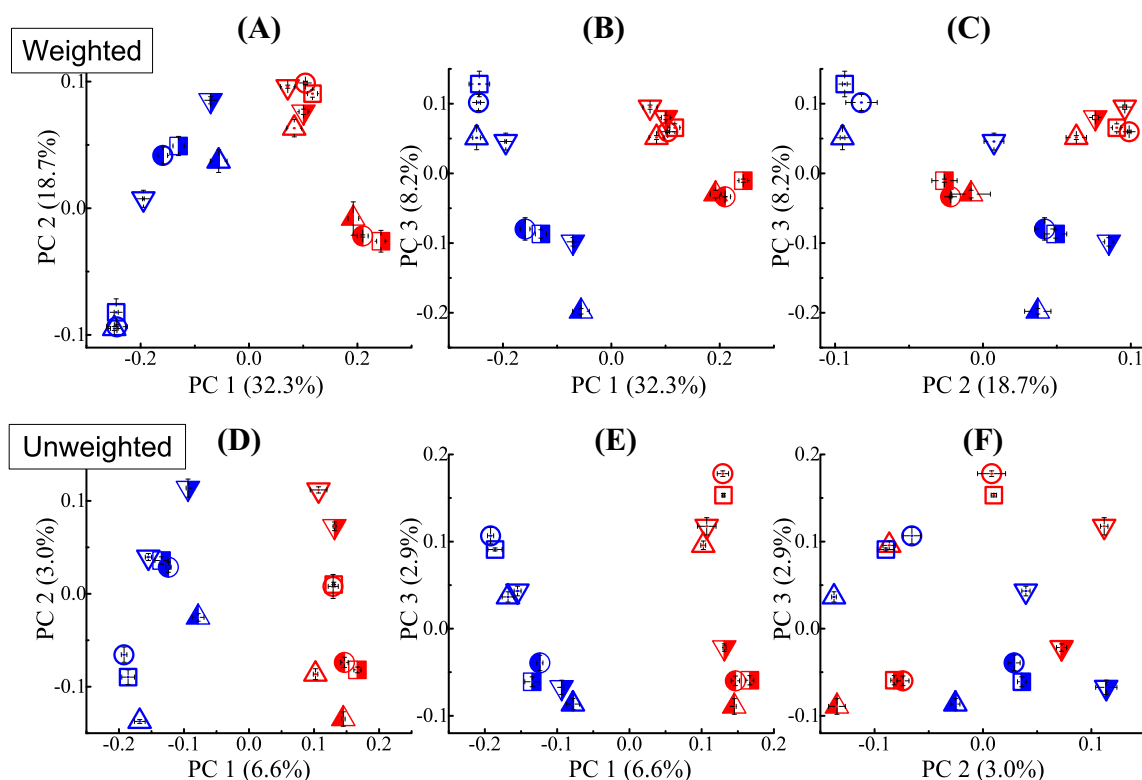 Weighted
(A)
(B)
(C)
0.1
0.0
-0.1
PC 2 (18.7%)
-0.2
0.0
0.2
PC 1 (32.3%)
0.1
0.0
-0.1
-0.2
PC 3 (8.2%)
-0.2
0.0
0.2
PC 1 (32.3%)
0.1
0.0
-0.1
-0.2
PC 3 (8.2%)
-0.1
0.0
0.1
PC 2 (18.7%)
Unweighted
(D)
(E)
(F)
0.1
0.0
-0.1
PC 2 (3.0%)
-0.2
-0.1
0.0
0.1
0.2
PC 1 (6.6%)
0.2
0.1
0.0
-0.1
PC 3 (2.9%)
-0.2
-0.1
0.0
0.1
0.2
PC 1 (6.6%)
0.2
0.1
0.0
-0.1
PC 3 (2.9%)
-0.1
0.0
0.1
PC 2 (3.0%)